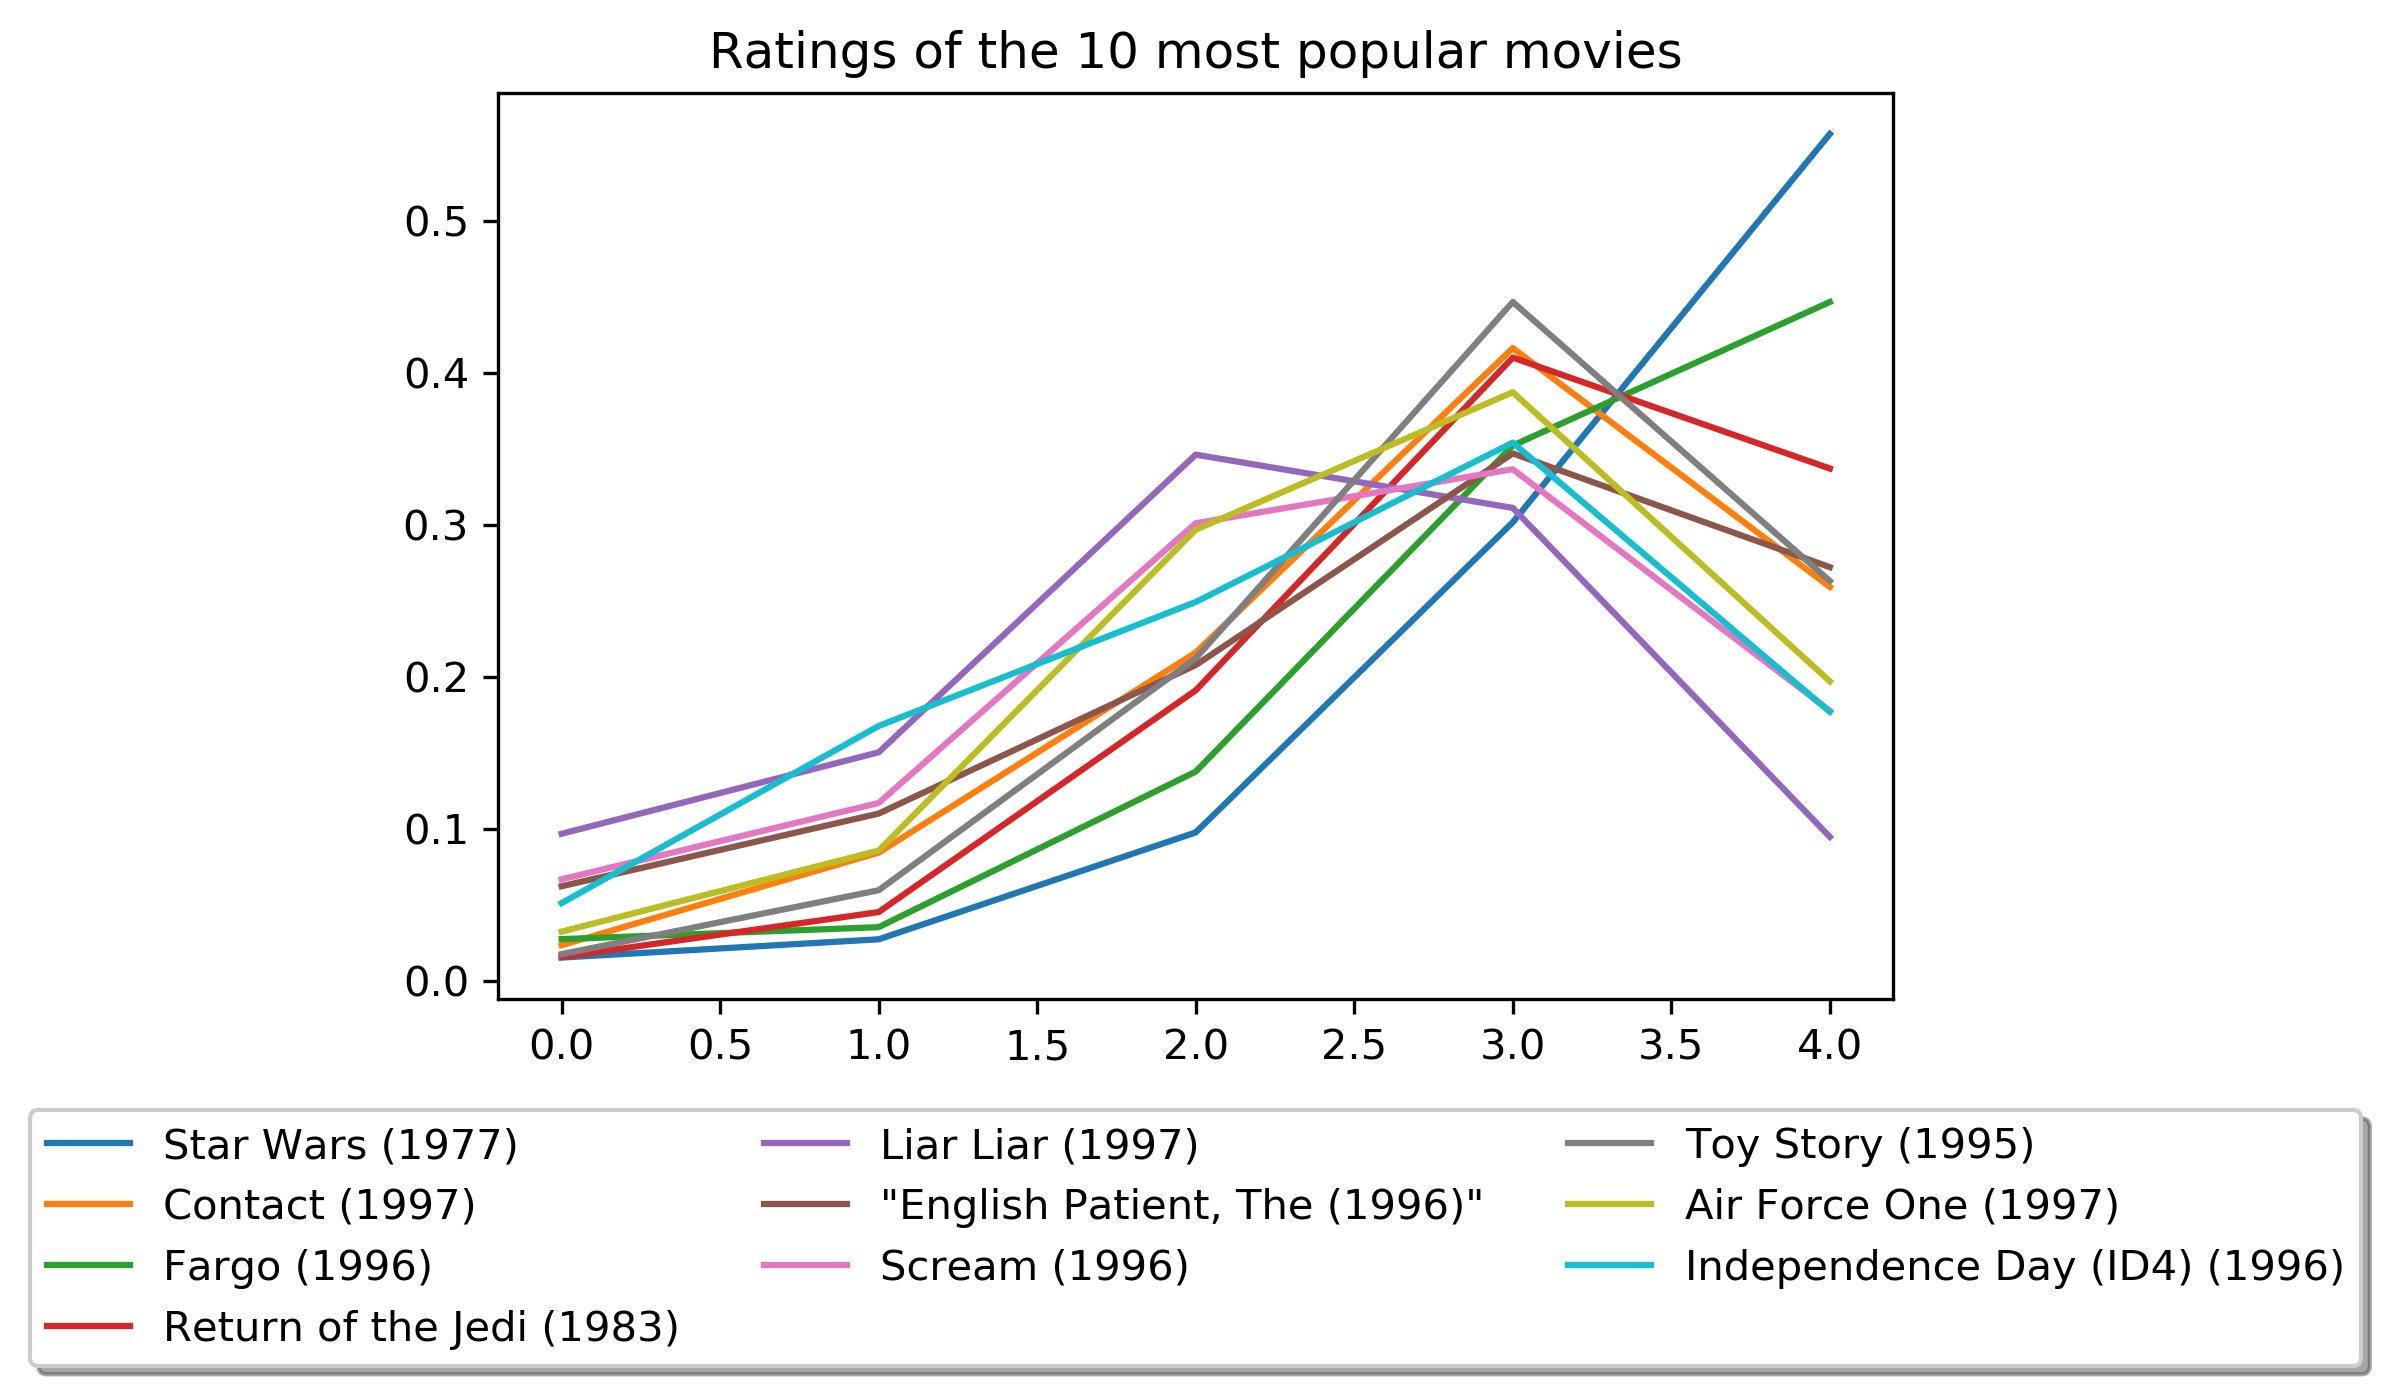 Ratings of the 10 most popular movies
0.5
0.4
0.3
0.2
0.1
0.0
0.0 0.5 1.0 1.5 2.0 2.5 3.0 3.5 4.0
Star Wars (1977)
Contact (1997)
Fargo (1996)
Return of the Jedi (1983)
Liar Liar (1997)
"English Patient, The (1996)"
Scream (1996)
Toy Story (1995)
Air Force One (1997)
Independence Day (ID4) (1996)